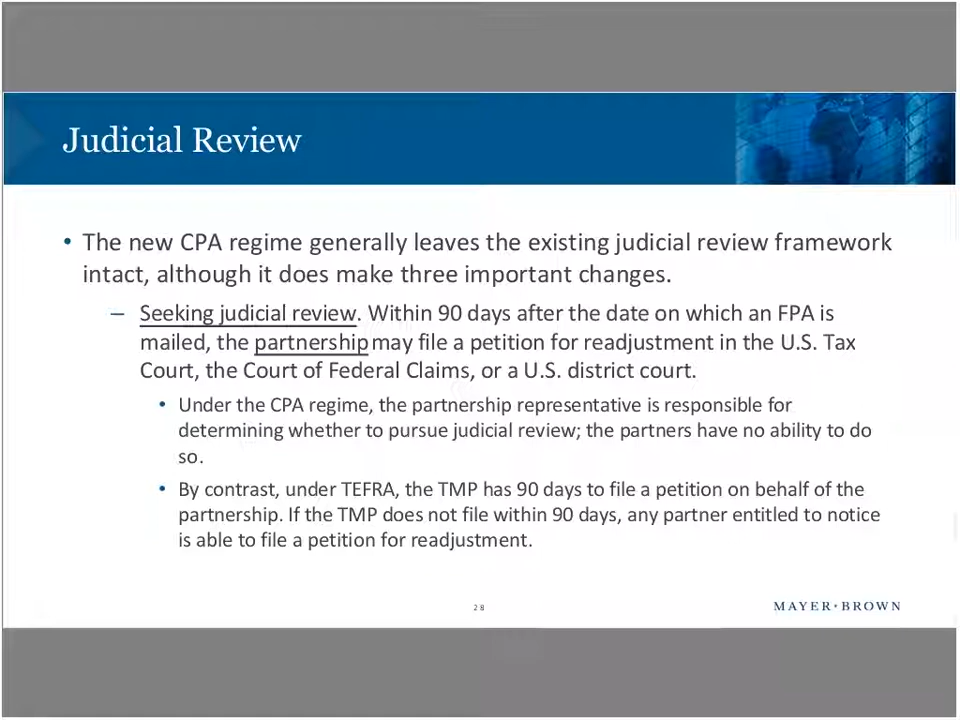 Judicial Review
• The new CPA regime generally leaves the existing judicial review framework
intact, although it does make three important changes.
– Seeking judicial review. Within 90 days after the date on which an FPA is
mailed, the partnership may file a petition for readjustment in the U.S. Tax
Court, the Court of Federal Claims, or a U.S. district court.
• Under the CPA regime, the partnership representative is responsible for
determining whether to pursue judicial review; the partners have no ability to do
so.
• By contrast, under TEFRA, the TMP has 90 days to file a petition on behalf of the
partnership. If the TMP does not file within 90 days, any partner entitled to notice
is able to file a petition for readjustment.
28
MAYER•BROWN